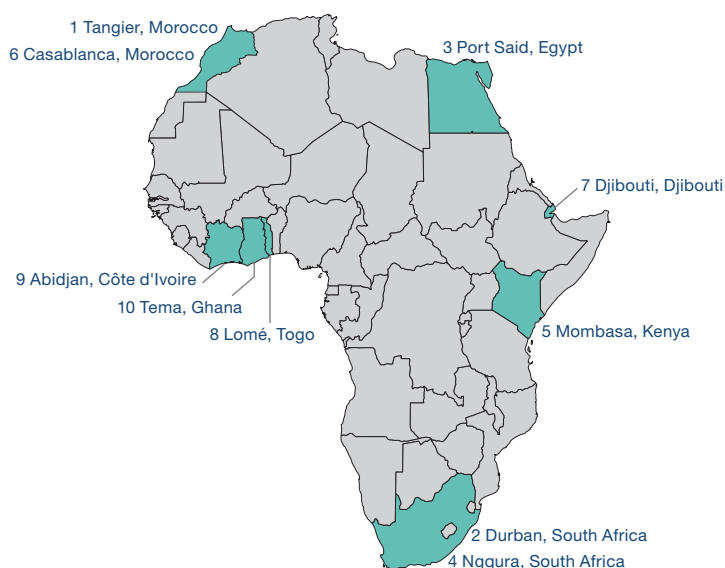 1 Tangier, Morocco
6 Casablanca, Morocco
3 Port Said, Egypt
7 Djibouti, Djibouti
9 Abidjan, Côte d'Ivoire
10 Tema, Ghana
8 Lomé, Togo
5 Mombasa, Kenya
2 Durban, South Africa
4 Nggura, South Africa